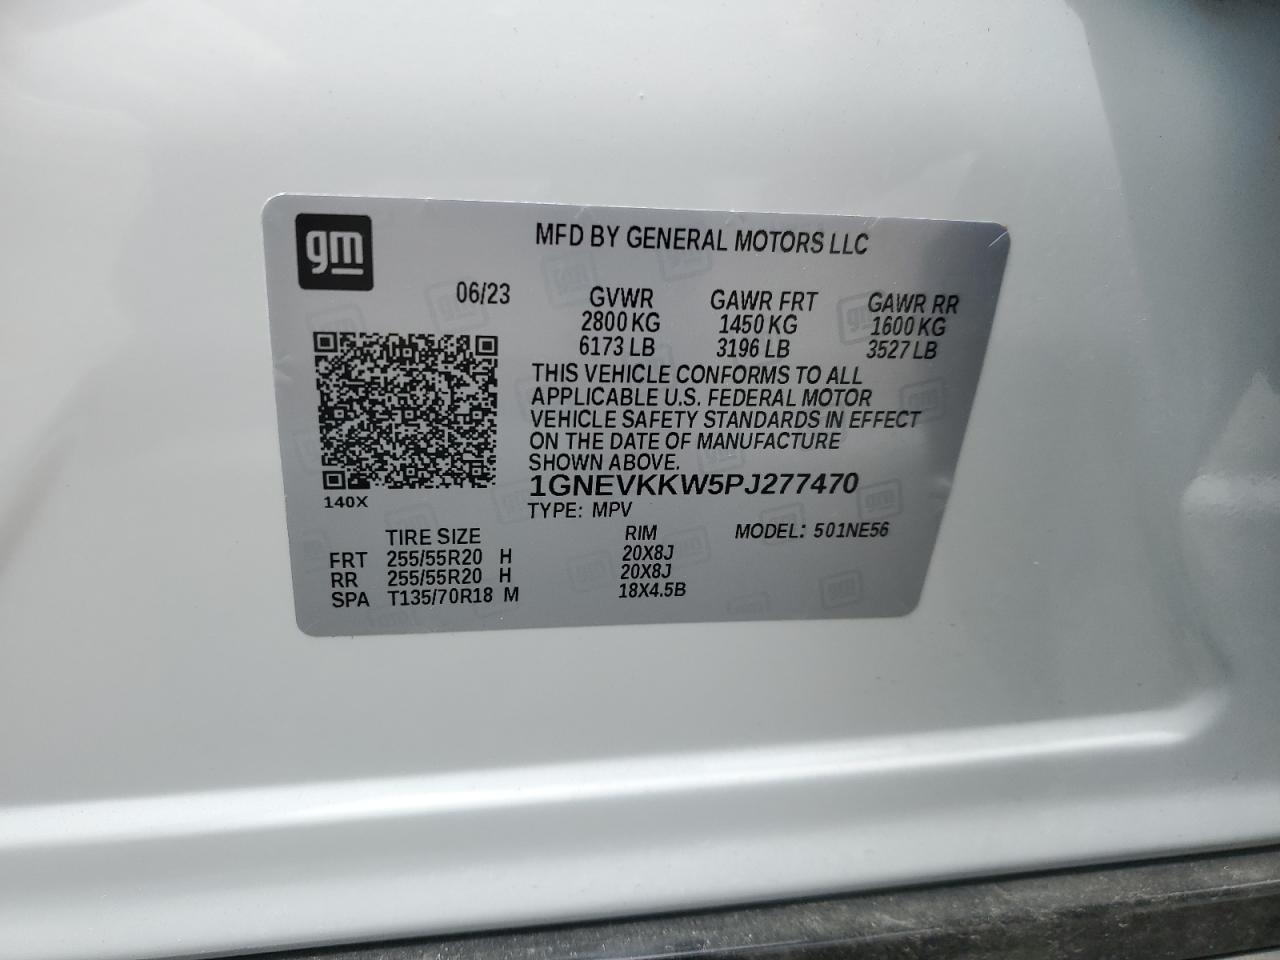 gm
MFD BY GENERAL MOTORS LLC
06/23 GVWR GAWR FRT GAWR RR
2800 KG 1450 KG 1600 KG
6173 LB 3196 LB 3527 LB
THIS VEHICLE CONFORMS TO ALL
APPLICABLE U.S. FEDERAL MOTOR
VEHICLE SAFETY STANDARDS IN EFFECT
ON THE DATE OF MANUFACTURE
SHOWN ABOVE.
1GNEVKKW5PJ277470
140X
TYPE: MPV
TIRE SIZE RIM MODEL: 501NE56
FRT 255/55R20 H 20X8J
RR 255/55R20 H 20X8J
SPA T135/70R18 M 18X4.5B